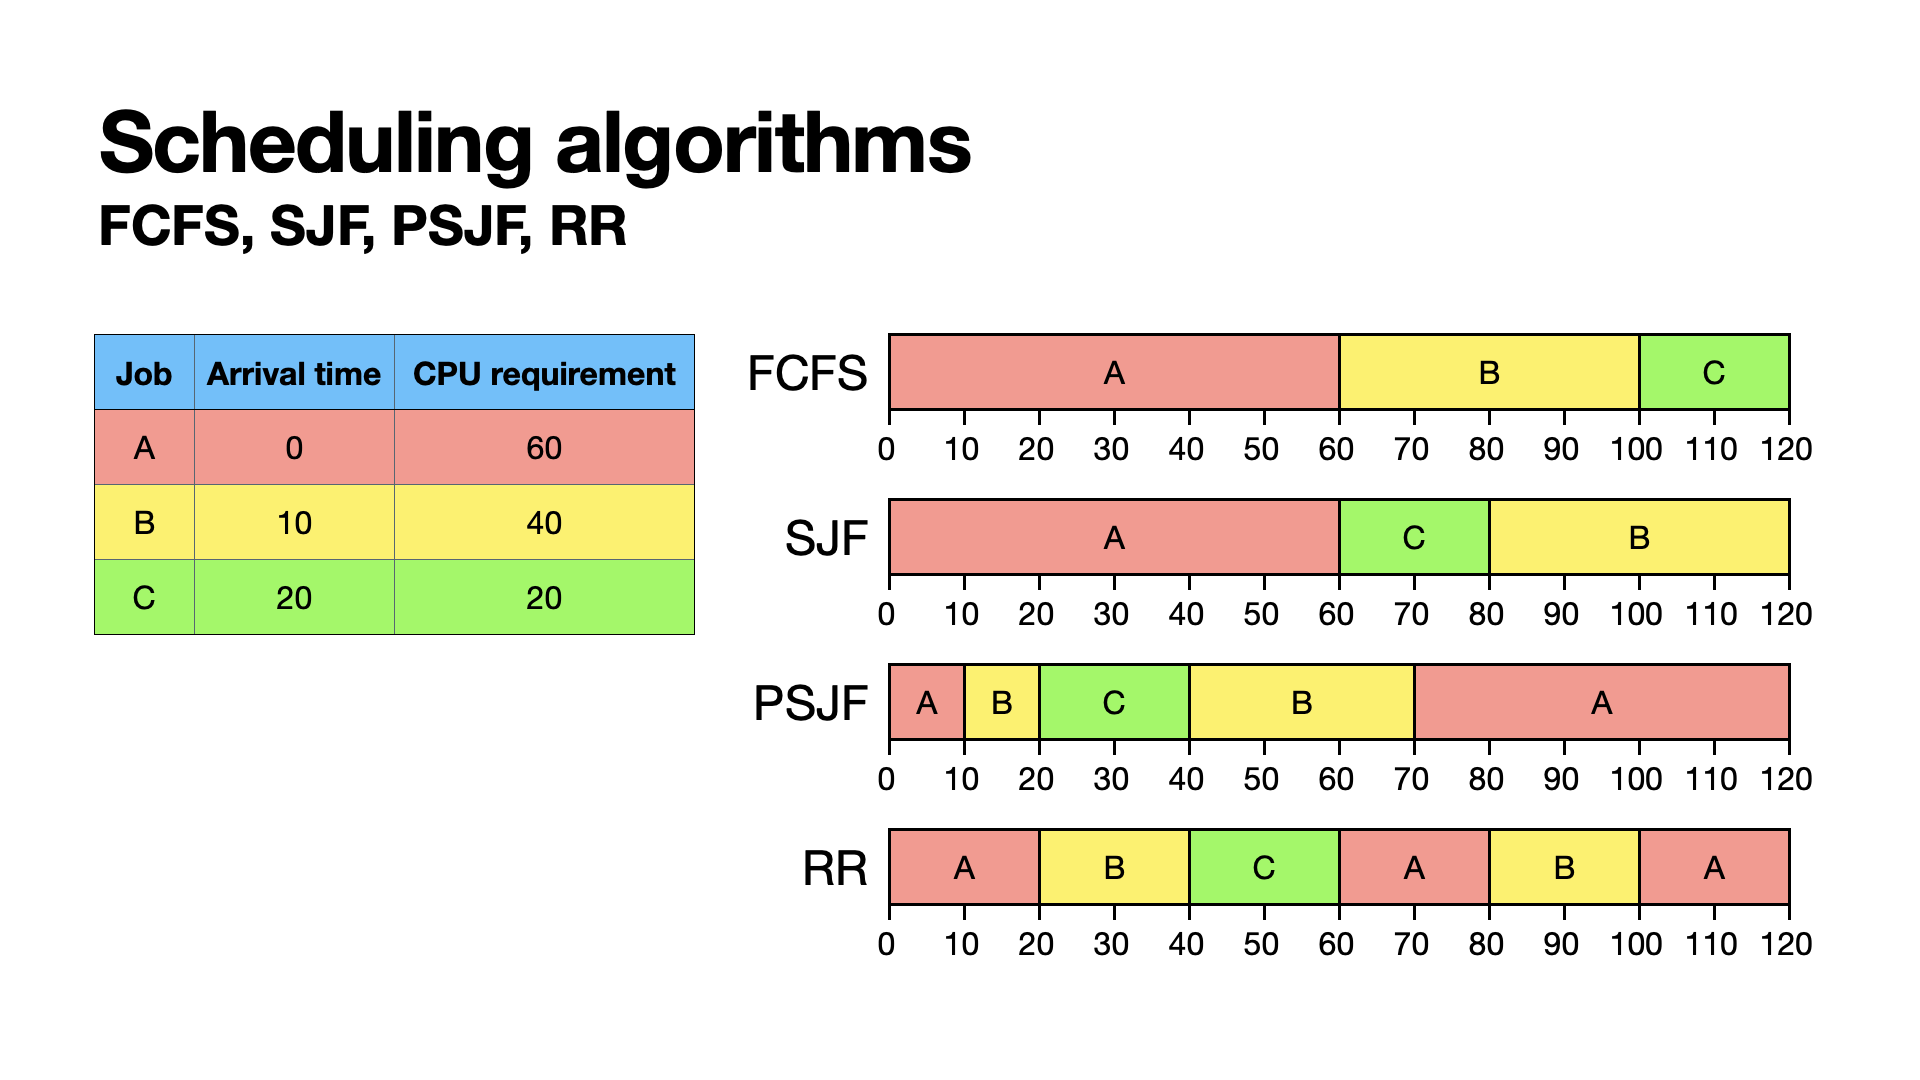 Scheduling algorithms
FCFS, SJF, PSJF, RR
Job Arrival time CPU requirement
A 0 60
B 10 40
C 20 20
FCFS A B C
0 10 20 30 40 50 60 70 80 90 100 110 120
SJF A C B
0 10 20 30 40 50 60 70 80 90 100 110 120
PSJF A B C B A
0 10 20 30 40 50 60 70 80 90 100 110 120
RR A B C A B A
0 10 20 30 40 50 60 70 80 90 100 110 120